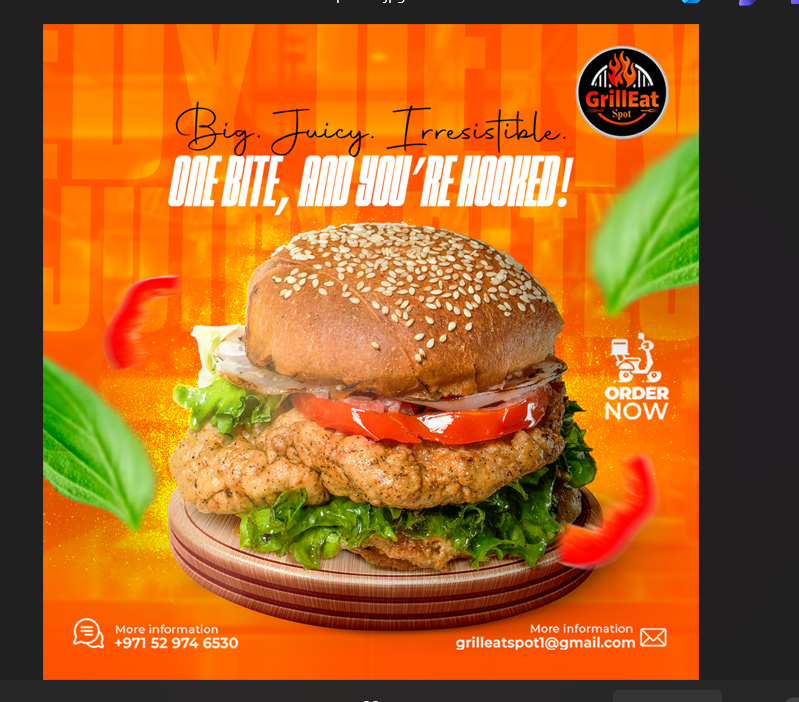 GrillEat
Spot
Big. Juicy. Irresistible.
ONE BITE, AND YOU'RE HOOKED!
ORDER
NOW
More information
+971 52 974 6530
More information
grilleatspot1@gmail.com